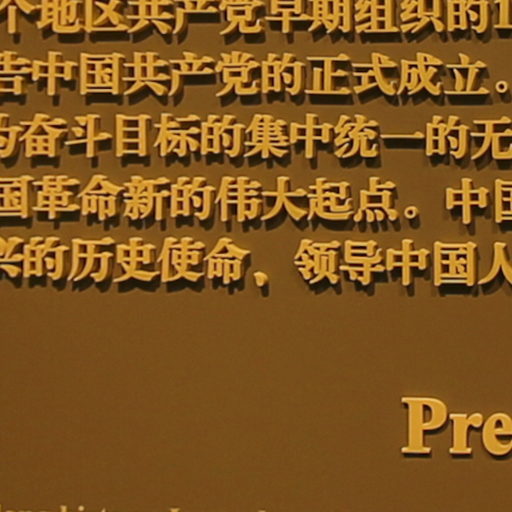 个地区共产党早期组织的1
告中国共产党的正式成立。
为奋斗目标的集中统一的无
国革命新的伟大起点。中国
兴的历史使命，领导中国人
Pre